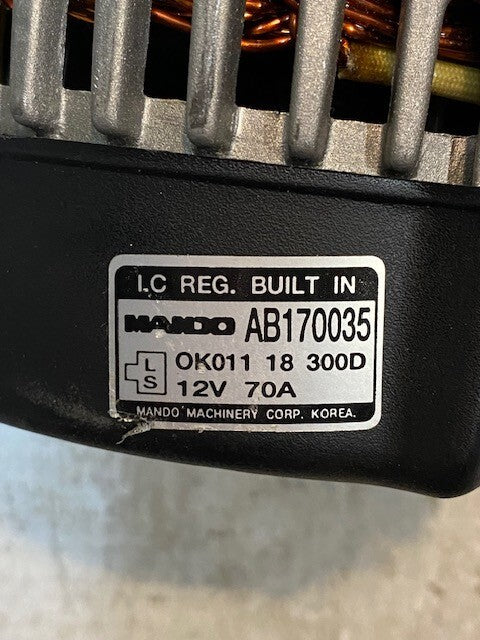 I.C REG. BUILT IN
MANDO AB170035
L OK011 18 300D
S 12V 70A
MANDO MACHINERY CORP. KOREA.